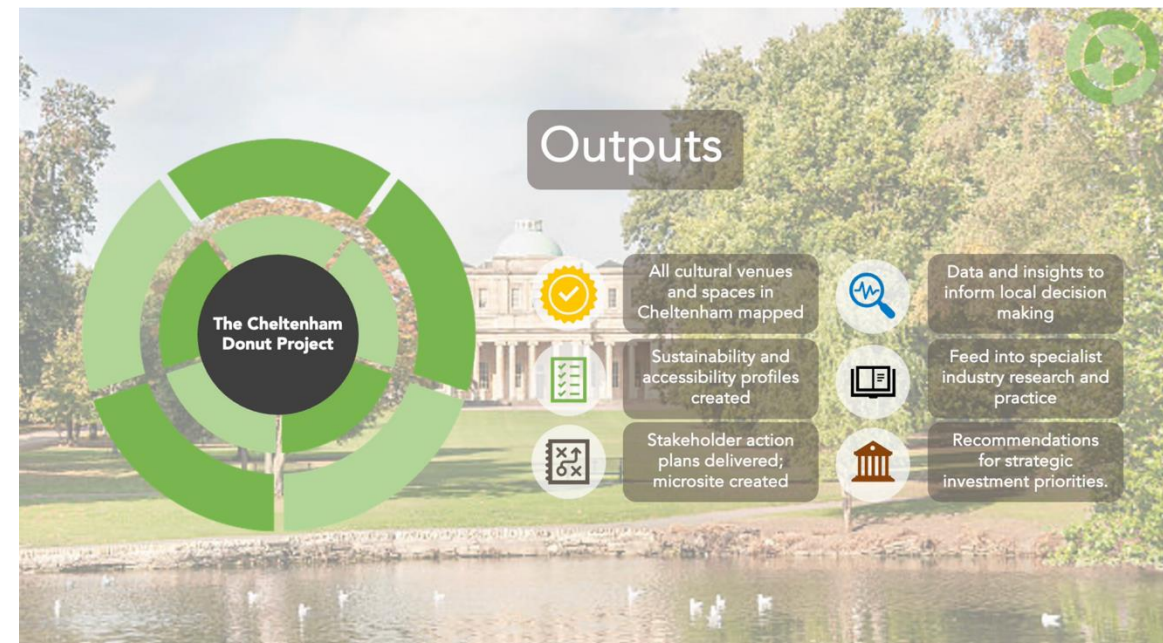 Outputs
The Cheltenham
Donut Project
All cultural venues
and spaces in
Cheltenham mapped
Data and insights to
inform local decision
making
Sustainability and
accessibility profiles
created
Feed into specialist
industry research and
practice
Stakeholder action
plans delivered;
microsite created
Recommendations
for strategic
investment priorities.